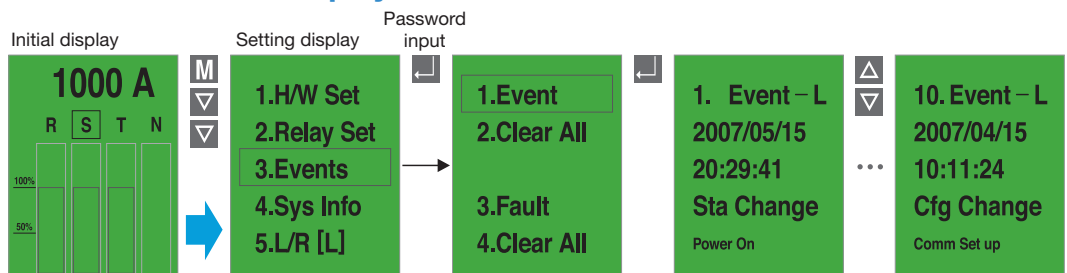 Password
input
Initial display
Setting display
1000 A
R S T N
100%
50%
M
1.H/W Set
2.Relay Set
3.Events
4.Sys Info
5.L/R [L]
1.Event
2.Clear All
3.Fault
4.Clear All
1. Event – L
2007/05/15
20:29:41
Sta Change
Power On
...
10. Event – L
2007/04/15
10:11:24
Cfg Change
Comm Set up